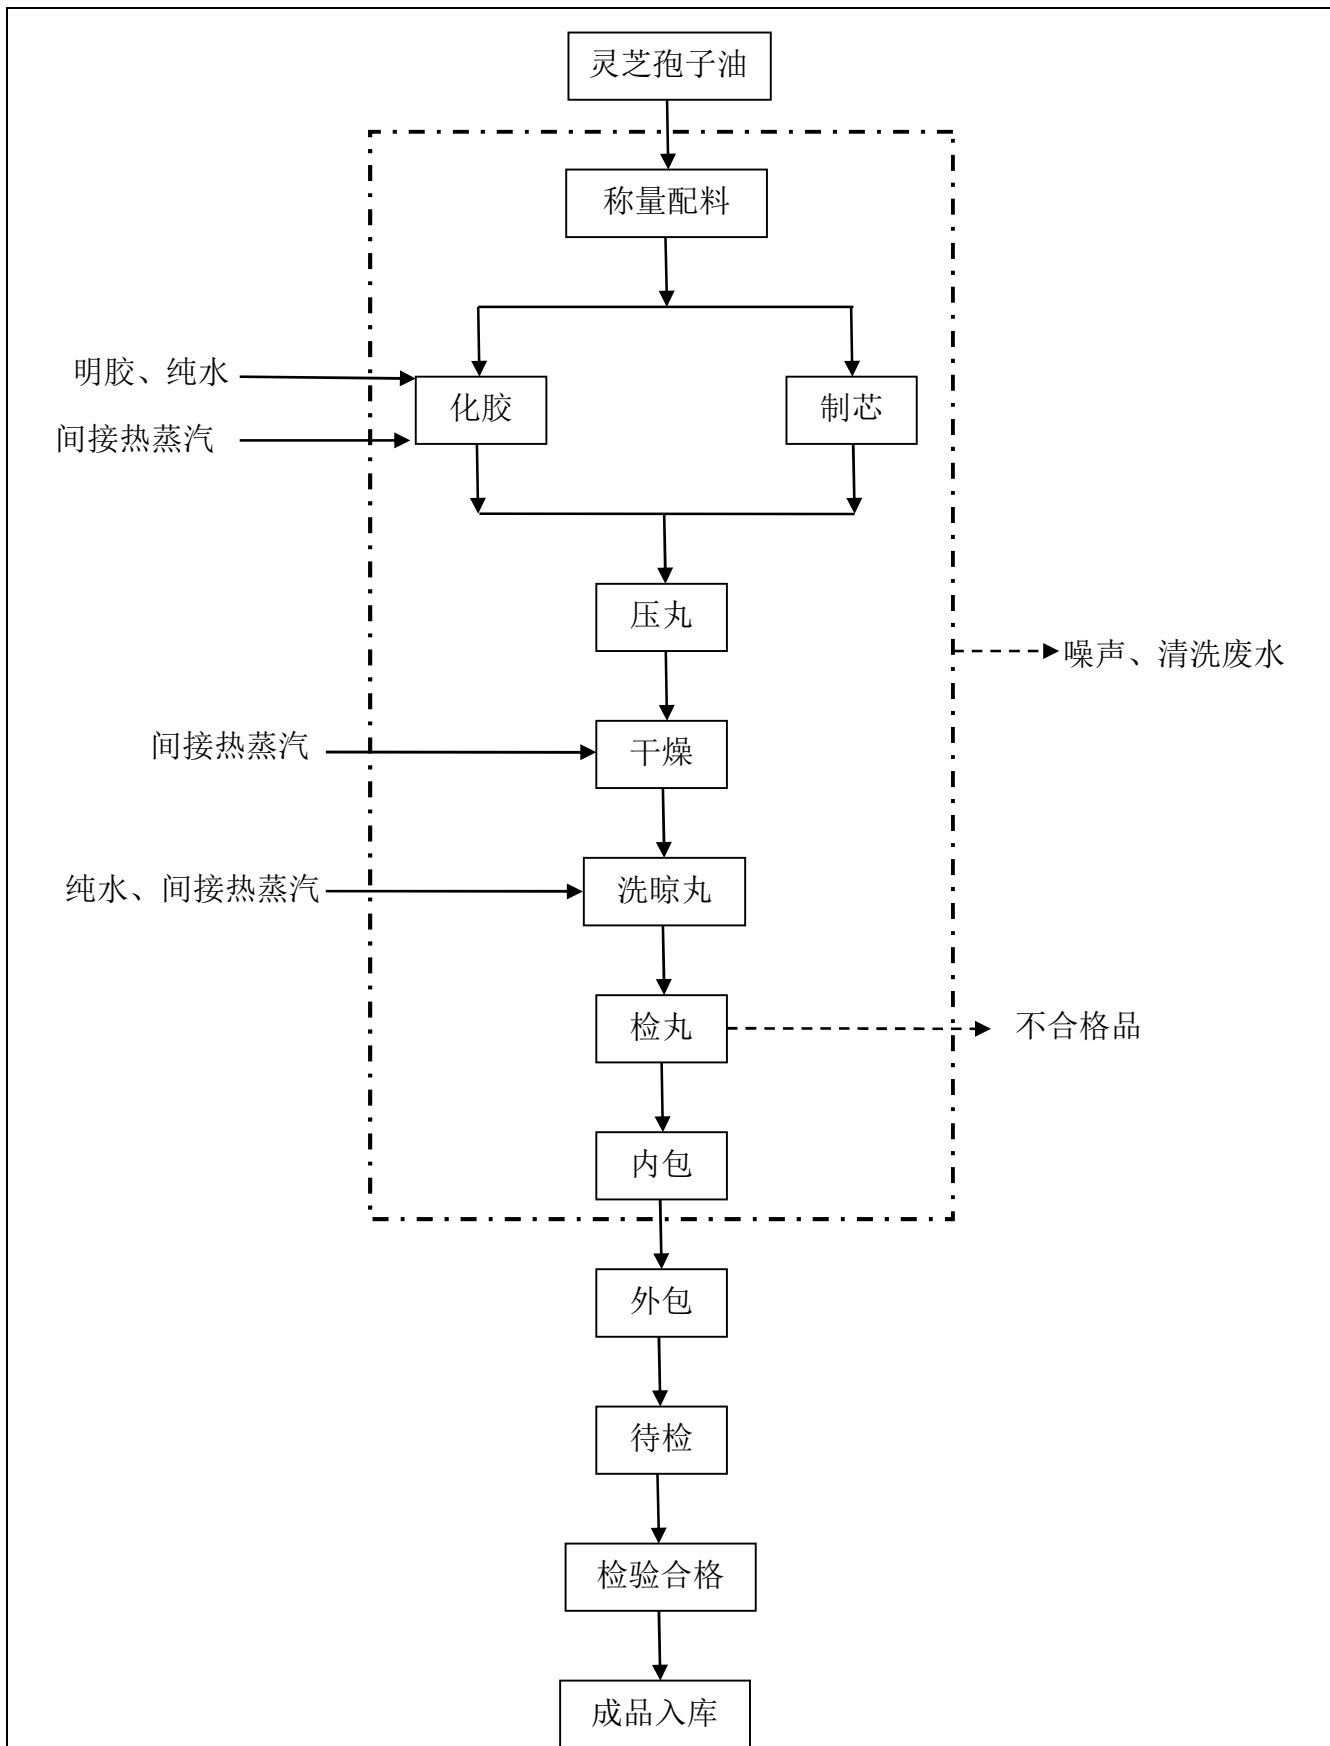 灵芝孢子油
称量配料
明胶、纯水
化胶
制芯
间接热蒸汽
压丸
噪声、清洗废水
间接热蒸汽
干燥
纯水、间接热蒸汽
洗晾丸
检丸
不合格品
内包
外包
待检
检验合格
成品入库